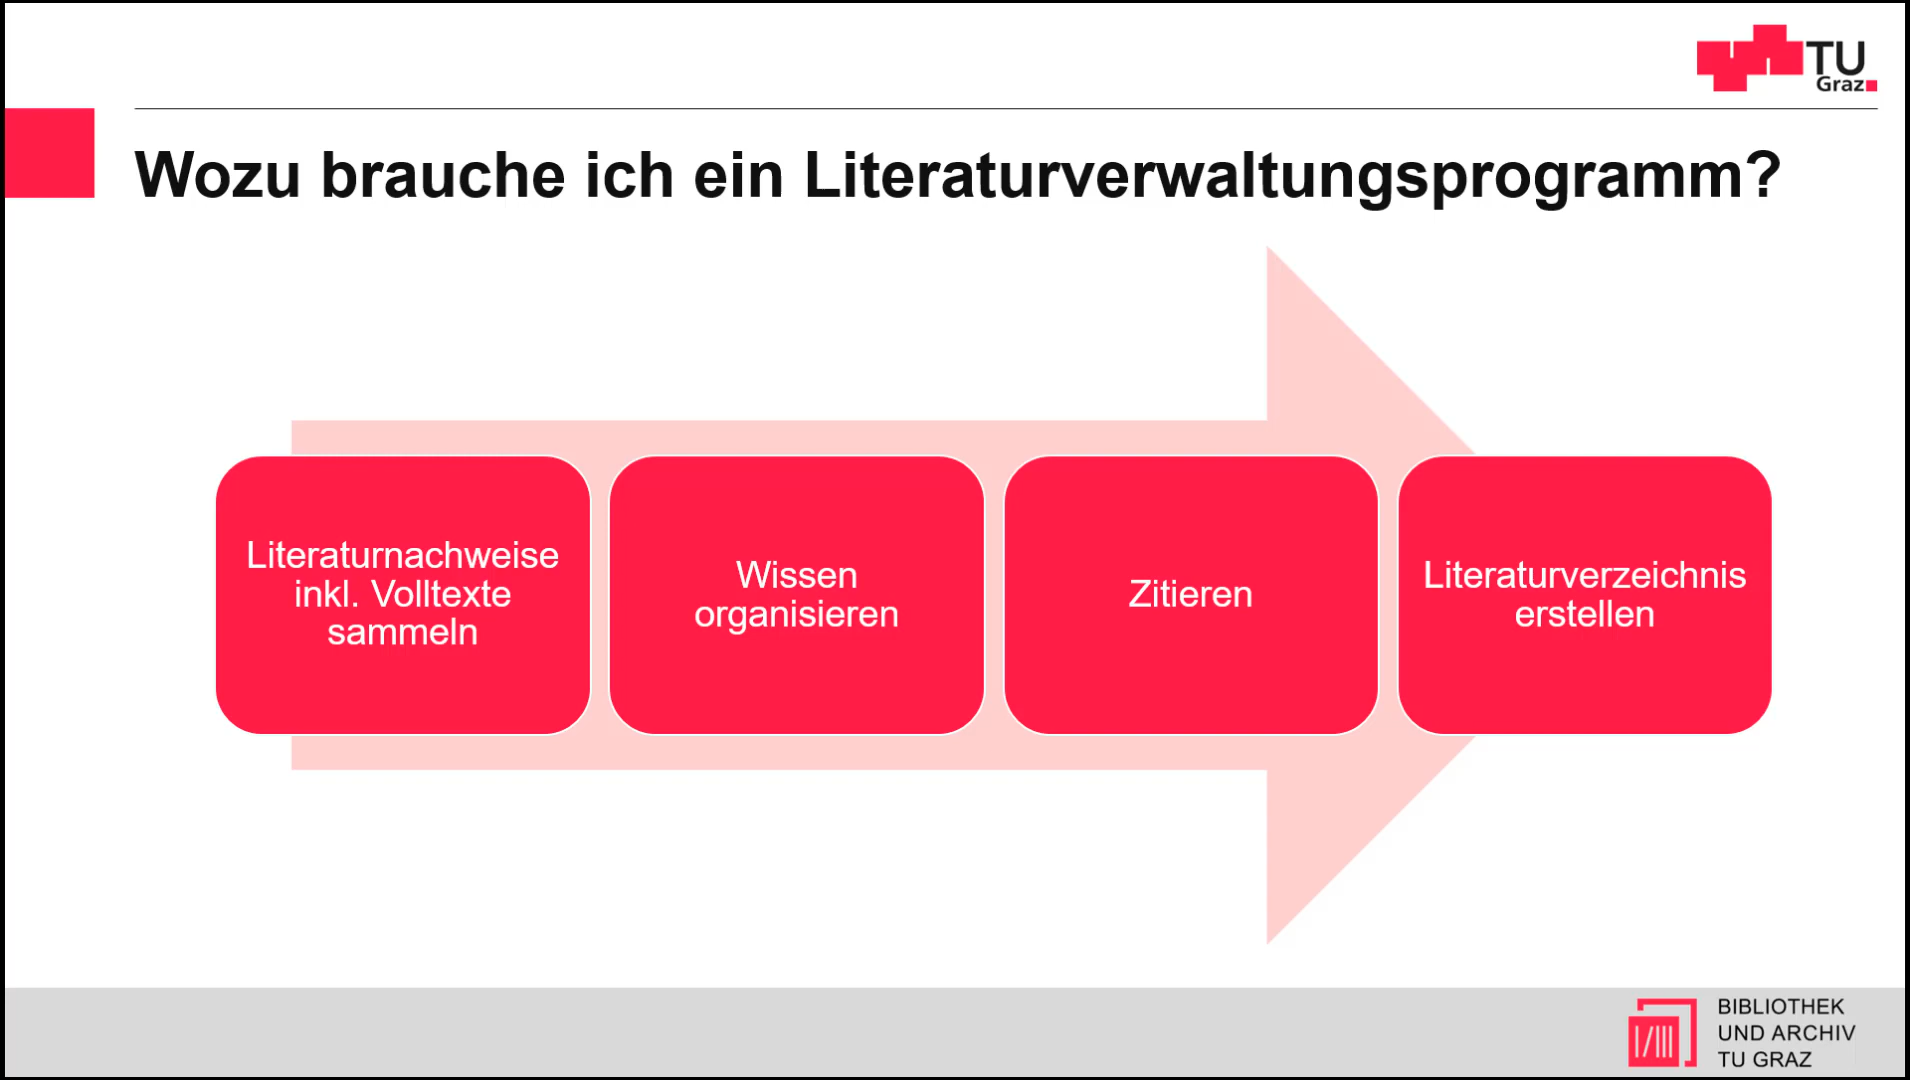 TU
Graz
Wozu brauche ich ein Literaturverwaltungsprogramm?
Literaturnachweise
inkl. Volltexte
sammeln
Wissen
organisieren
Zitieren
Literaturverzeichnis
erstellen
BIBLIOTHEK
UND ARCHIV
TU GRAZ